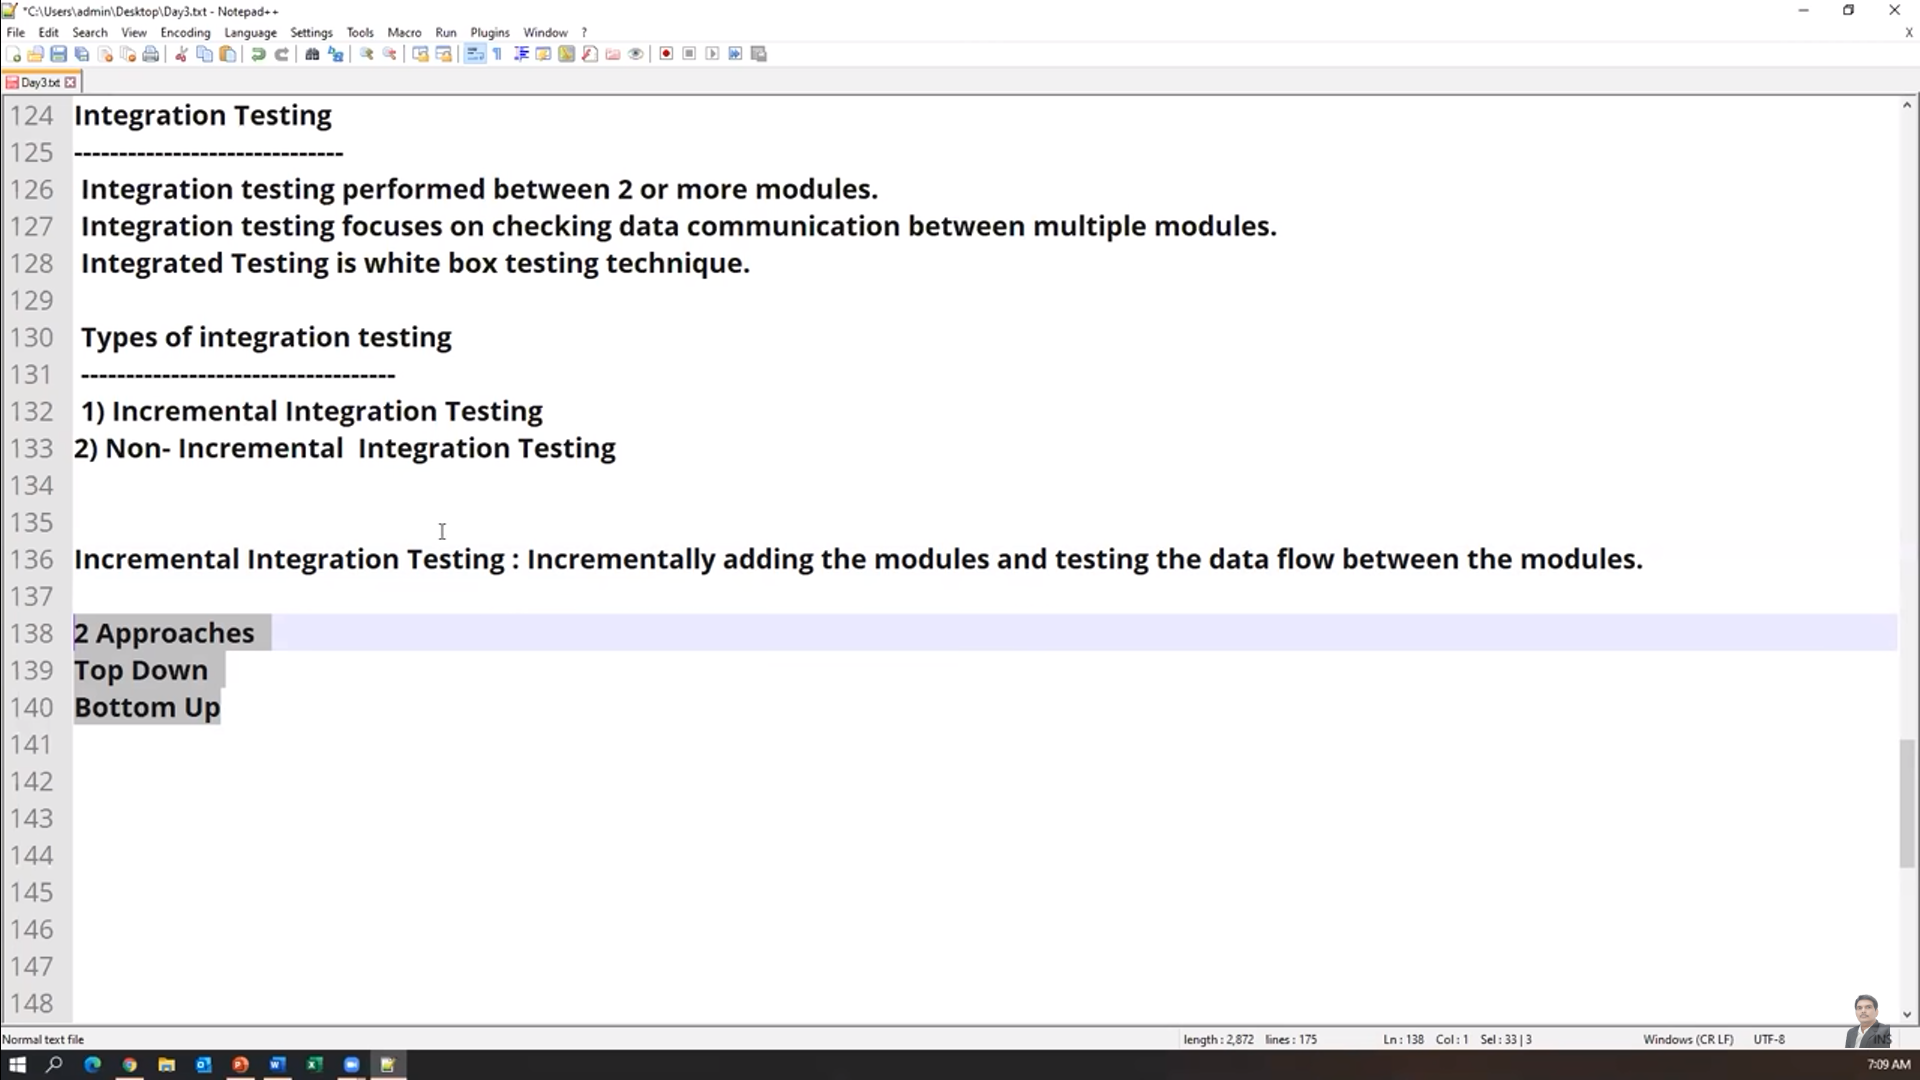 *C:\Users\admin\Desktop\Day3.txt - Notepad++
File Edit Search View Encoding Language Settings Tools Macro Run Plugins Window ? X
Day3.txt
124 Integration Testing
125 ------------------------------
126 Integration testing performed between 2 or more modules.
127 Integration testing focuses on checking data communication between multiple modules.
128 Integrated Testing is white box testing technique.
129
130 Types of integration testing
131 -----------------------------------
132 1) Incremental Integration Testing
133 2) Non- Incremental  Integration Testing
134
135
136 Incremental Integration Testing : Incrementally adding the modules and testing the data flow between the modules.
137
138 2 Approaches
139 Top Down
140 Bottom Up
141
142
143
144
145
146
147
148
Normal text file length : 2,872 lines : 175 Ln : 138 Col : 1 Sel : 33 | 3 Windows (CR LF) UTF-8 INS
7:09 AM